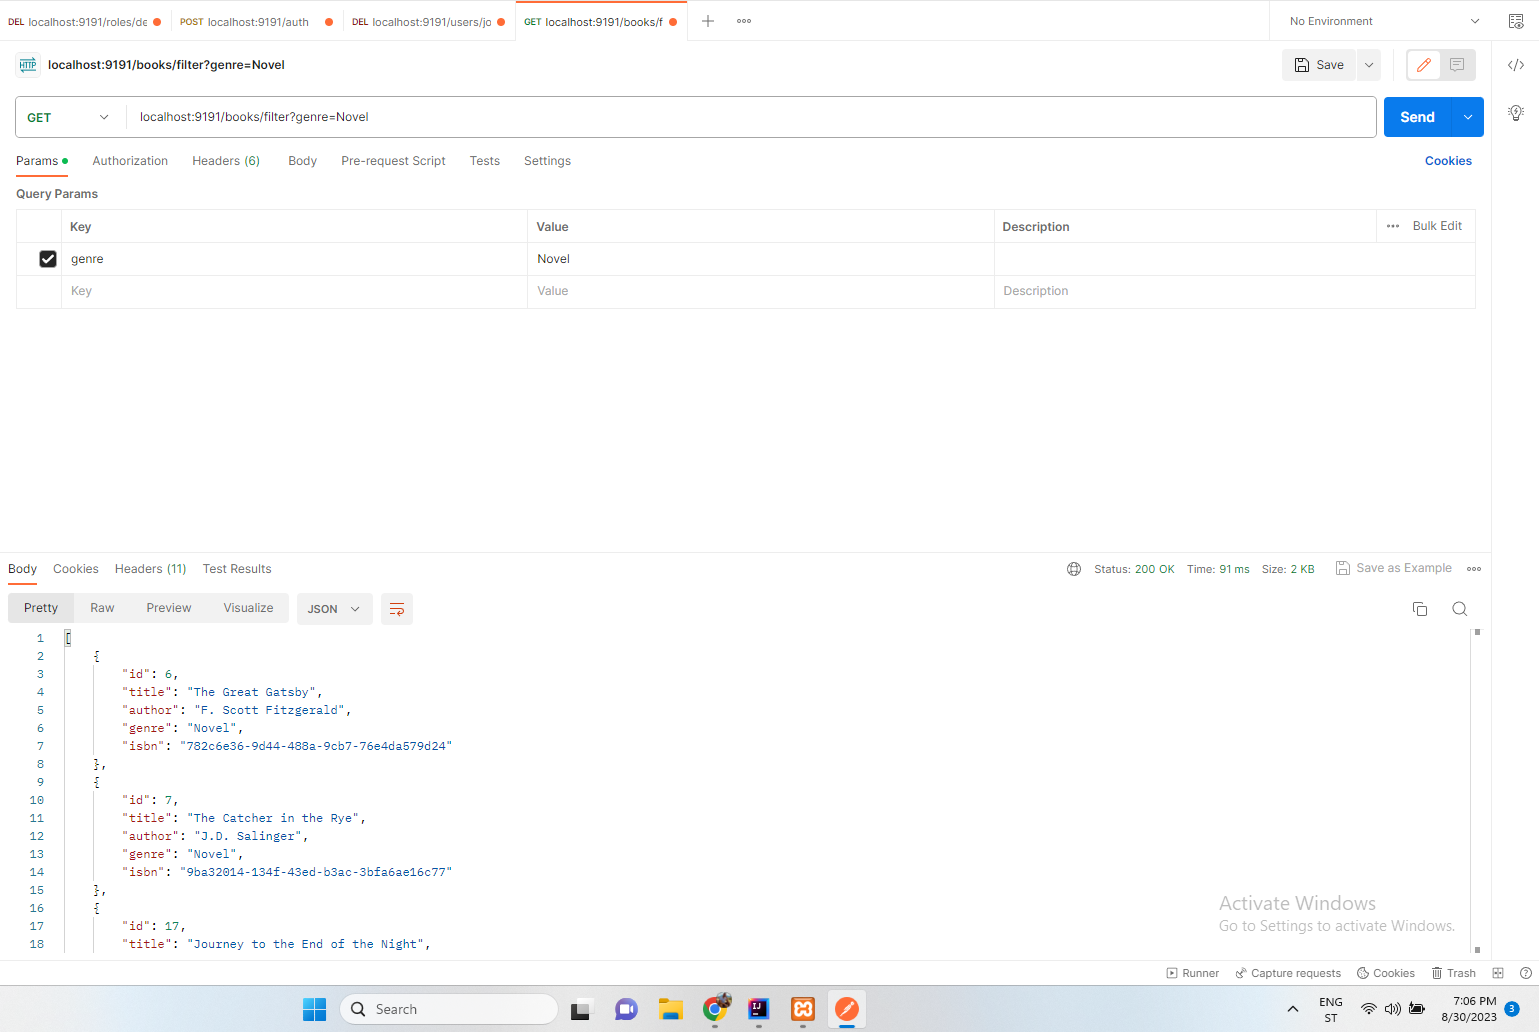 DEL localhost:9191/roles/de POST localhost:9191/auth DEL localhost:9191/users/jo GET localhost:9191/books/f No Environment
HTTP localhost:9191/books/filter?genre=Novel Save
GET localhost:9191/books/filter?genre=Novel Send
Params Authorization Headers (6) Body Pre-request Script Tests Settings Cookies
Query Params
Key Value Description Bulk Edit
genre Novel
Key Value Description
Body Cookies Headers (11) Test Results Status: 200 OK Time: 91 ms Size: 2 KB Save as Example
Pretty Raw Preview Visualize JSON
1 [
2 {
3 "id": 6,
4 "title": "The Great Gatsby",
5 "author": "F. Scott Fitzgerald",
6 "genre": "Novel",
7 "isbn": "782c6e36-9d44-488a-9cb7-76e4da579d24"
8 },
9 {
10 "id": 7,
11 "title": "The Catcher in the Rye",
12 "author": "J.D. Salinger",
13 "genre": "Novel",
14 "isbn": "9ba32014-134f-43ed-b3ac-3bfa6ae16c77"
15 },
16 {
17 "id": 17,
18 "title": "Journey to the End of the Night",
Activate Windows
Go to Settings to activate Windows.
Runner Capture requests Cookies Trash
Search IJ ENG 7:06 PM 3
ST 8/30/2023